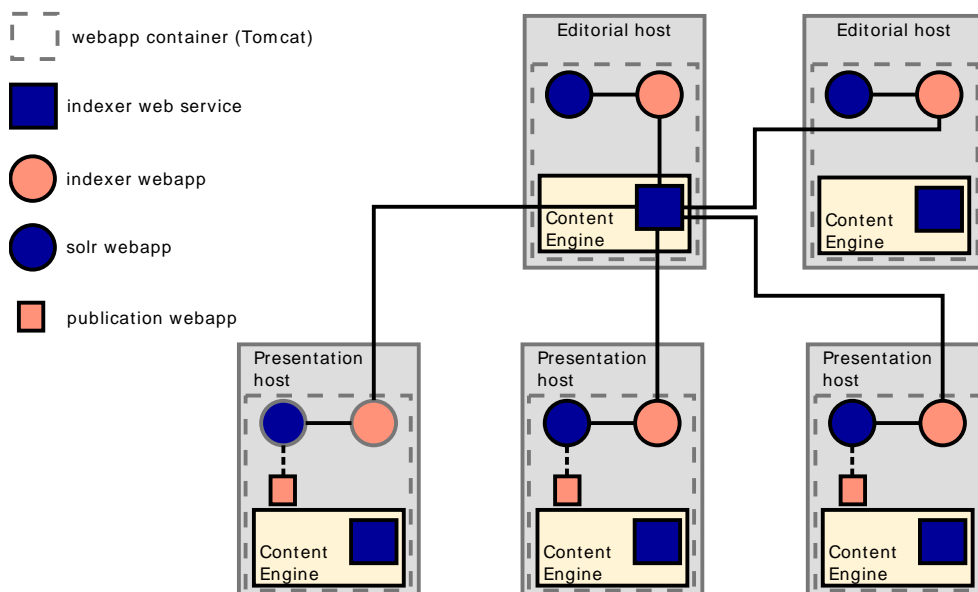 webapp container (Tomcat)
indexer web service
indexer webapp
solr webapp
publication webapp
Editorial host
Content
Engine
Editorial host
Content
Engine
Presentation
host
Content
Engine
Presentation
host
Content
Engine
Presentation
host
Content
Engine